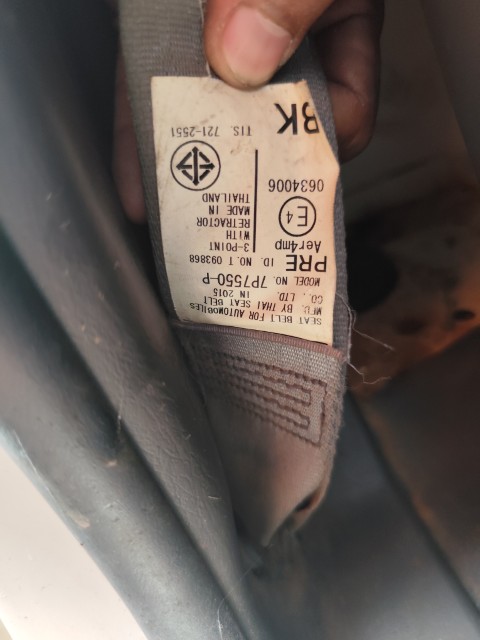 SEAT BELT FOR AUTOMOBILES
MFD. BY THAI SEAT BELT
CO., LTD. IN 2015
MODEL NO. 7P7550-P
PRE ID. NO. T 093868
Aer4mp
3-POINT
WITH
RETRACTOR
MADE IN
THAILAND
E4
0634006
TIS. 721-2551
BK